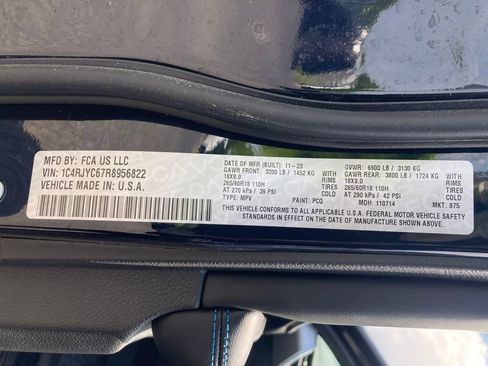 MFD BY: FCA US LLC
VIN: 1C4RJYC67R8956822
VEHICLE MADE IN U.S.A.
DATE OF MFR (BUILT): 11-23
GVWR: 6900 LB / 3130 KG
GAWR FRONT: 3200 LB / 1452 KG
WITH
GAWR REAR: 3800 LB / 1724 KG
WITH
18X8.0
RIMS
18X8.0
RIMS
265/60R18 110H
TIRES
265/60R18 110H
TIRES
AT 270 kPa / 39 PSI
COLD
AT 290 kPa / 42 PSI
COLD
TYPE: MPV
PAINT: PCQ
MDH: 110714
MKT: 875
THIS VEHICLE CONFORMS TO ALL APPLICABLE U.S.A. FEDERAL MOTOR VEHICLE SAFETY
STANDARDS IN EFFECT ON THE DATE OF MANUFACTURE SHOWN ABOVE.